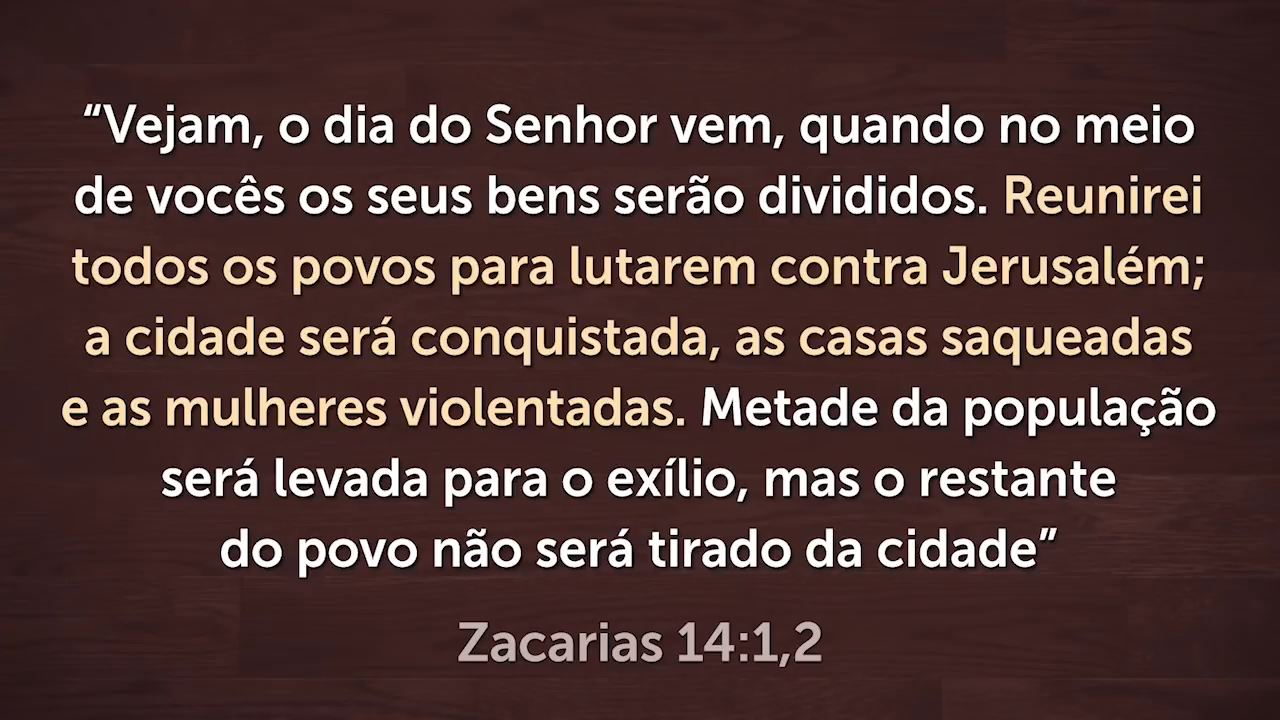 “Vejam, o dia do Senhor vem, quando no meio
de vocês os seus bens serão divididos. Reunirei
todos os povos para lutarem contra Jerusalém;
a cidade será conquistada, as casas saqueadas
e as mulheres violentadas. Metade da população
será levada para o exílio, mas o restante
do povo não será tirado da cidade”
Zacarias 14:1,2